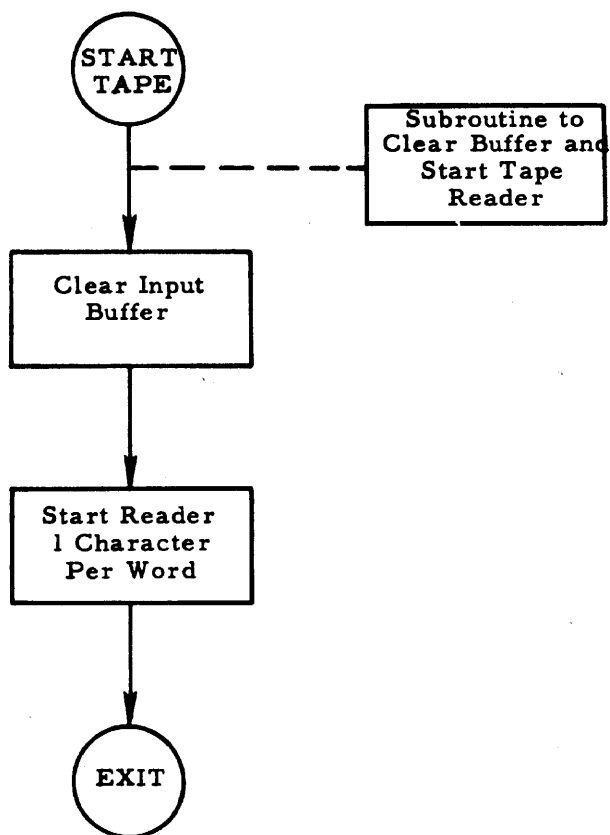 START
TAPE
Subroutine to
Clear Buffer and
Start Tape
Reader
Clear Input
Buffer
Start Reader
1 Character
Per Word
EXIT